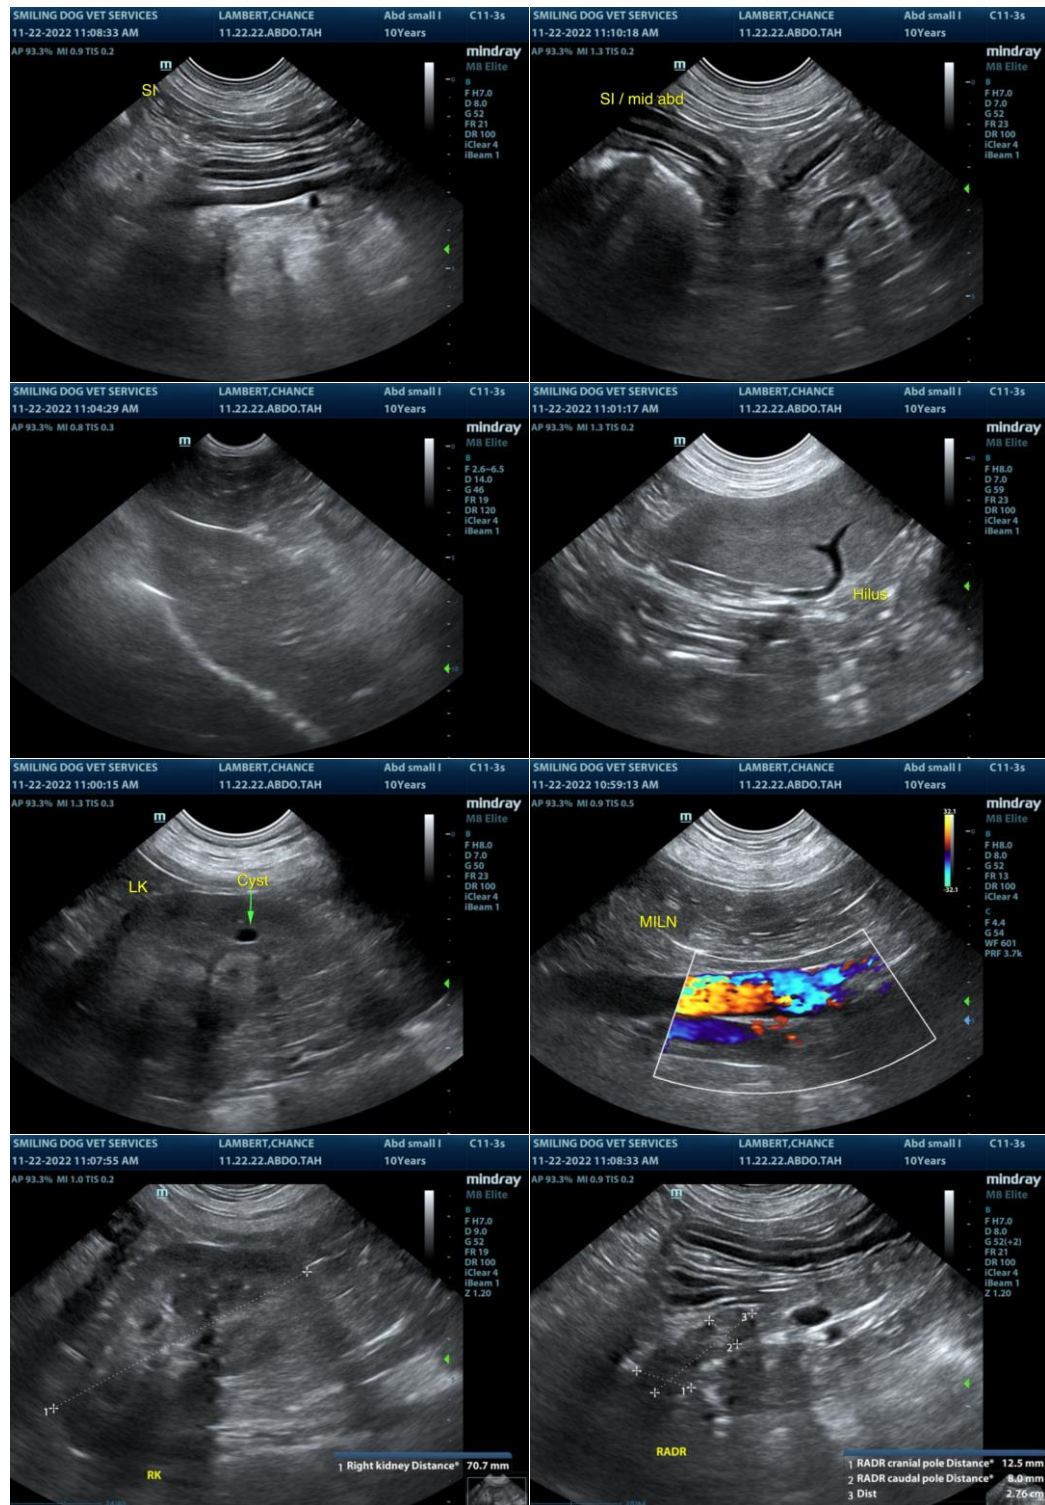 SMILING DOG VET SERVICES LAMBERT,CHANCE Abd small I C11-3s
11-22-2022 11:08:33 AM 11.22.22.ABDO.TAH 10Years
AP 93.3% MI 0.9 TIS 0.2 mindray
m M8 Elite
SI
B
F H7.0
D 8.0
G 52
FR 21
DR 100
iClear 4
iBeam 1
SMILING DOG VET SERVICES LAMBERT,CHANCE Abd small I C11-3s
11-22-2022 11:10:18 AM 11.22.22.ABDO.TAH 10Years
AP 93.3% MI 1.3 TIS 0.2 mindray
m M8 Elite
SI / mid abd
B
F H7.0
D 7.0
G 52
FR 23
DR 100
iClear 4
iBeam 1
SMILING DOG VET SERVICES LAMBERT,CHANCE Abd small I C11-3s
11-22-2022 11:04:29 AM 11.22.22.ABDO.TAH 10Years
AP 93.3% MI 0.8 TIS 0.3 mindray
m M8 Elite
B
F 2.6~6.5
D 14.0
G 46
FR 19
DR 120
iClear 4
iBeam 1
SMILING DOG VET SERVICES LAMBERT,CHANCE Abd small I C11-3s
11-22-2022 11:01:17 AM 11.22.22.ABDO.TAH 10Years
AP 93.3% MI 1.3 TIS 0.2 mindray
m M8 Elite
B
F H8.0
D 7.0
G 59
FR 23
DR 100
iClear 4
iBeam 1
Hilus
SMILING DOG VET SERVICES LAMBERT,CHANCE Abd small I C11-3s
11-22-2022 11:00:15 AM 11.22.22.ABDO.TAH 10Years
AP 93.3% MI 1.3 TIS 0.3 mindray
m M8 Elite
B
F H8.0
D 7.0
G 50
FR 23
DR 100
iClear 4
iBeam 1
LK Cyst
SMILING DOG VET SERVICES LAMBERT,CHANCE Abd small I C11-3s
11-22-2022 10:59:13 AM 11.22.22.ABDO.TAH 10Years
AP 93.3% MI 0.9 TIS 0.5 mindray
m 32.1 M8 Elite
-32.1
B
F H8.0
D 8.0
G 52
FR 13
DR 100
iClear 4
iBeam 1
C
F 4.4
G 54
WF 601
PRF 3.7k
MILN
SMILING DOG VET SERVICES LAMBERT,CHANCE Abd small I C11-3s
11-22-2022 11:07:55 AM 11.22.22.ABDO.TAH 10Years
AP 93.3% MI 1.0 TIS 0.2 mindray
m M8 Elite
B
F H7.0
D 9.0
G 52
FR 19
DR 100
iClear 4
iBeam 1
Z 1.20
1
RK
1 Right kidney Distance* 70.7 mm
SMILING DOG VET SERVICES LAMBERT,CHANCE Abd small I C11-3s
11-22-2022 11:08:33 AM 11.22.22.ABDO.TAH 10Years
AP 93.3% MI 0.9 TIS 0.2 mindray
m M8 Elite
B
F H7.0
D 8.0
G 52(+2)
FR 21
DR 100
iClear 4
iBeam 1
Z 1.20
3
2
1
RADR
1 RADR cranial pole Distance* 12.5 mm
2 RADR caudal pole Distance* 8.0 mm
3 Dist 2.76 cm